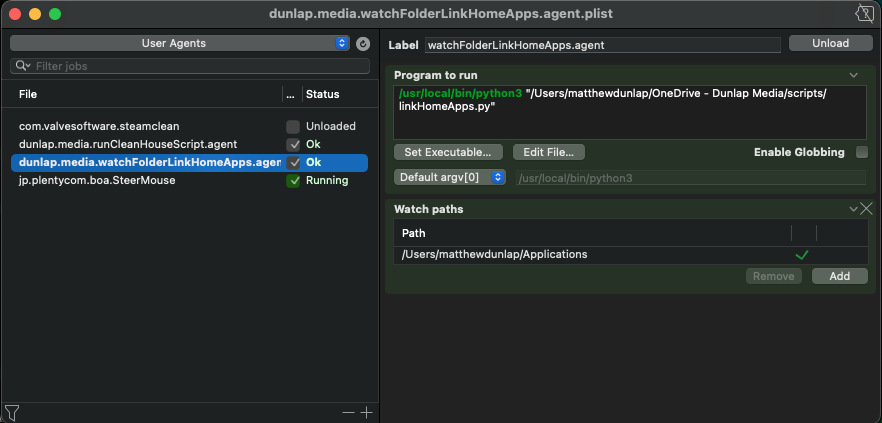 dunlap.media.watchFolderLinkHomeApps.agent.plist
User Agents
Filter jobs
File ... Status
com.valvesoftware.steamclean Unloaded
dunlap.media.runCleanHouseScript.agent Ok
dunlap.media.watchFolderLinkHomeApps.agen Ok
jp.plentycom.boa.SteerMouse Running
Label watchFolderLinkHomeApps.agent Unload
Program to run
/usr/local/bin/python3 "/Users/matthewdunlap/OneDrive - Dunlap Media/scripts/
linkHomeApps.py"
Set Executable... Edit File... Enable Globbing
Default argv[0] /usr/local/bin/python3
Watch paths
Path
/Users/matthewdunlap/Applications
Remove Add